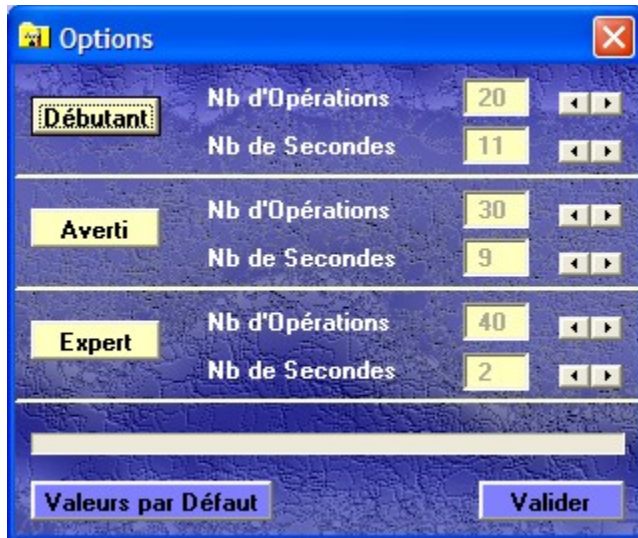 Options
Débutant
Nb d'Opérations 20
Nb de Secondes 11
Averti
Nb d'Opérations 30
Nb de Secondes 9
Expert
Nb d'Opérations 40
Nb de Secondes 2
Valeurs par Défaut
Valider